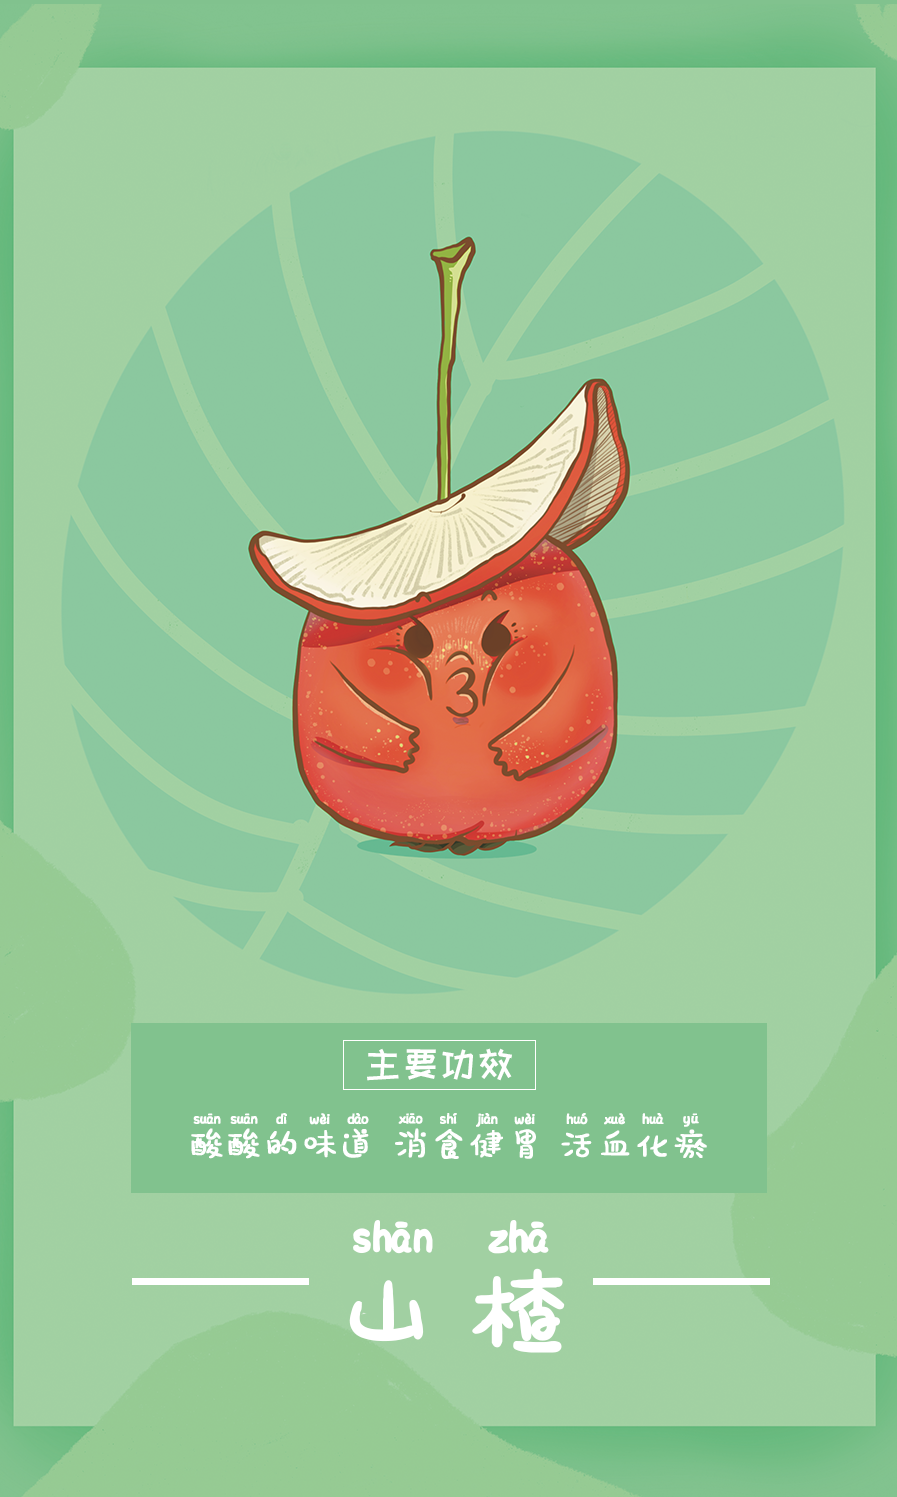 主要功效
suān suān dì wèi dào xiāo shí jiàn wèi huó xuè huà yū
酸酸的味道 消食健胃 活血化瘀
shān zhā
山 楂